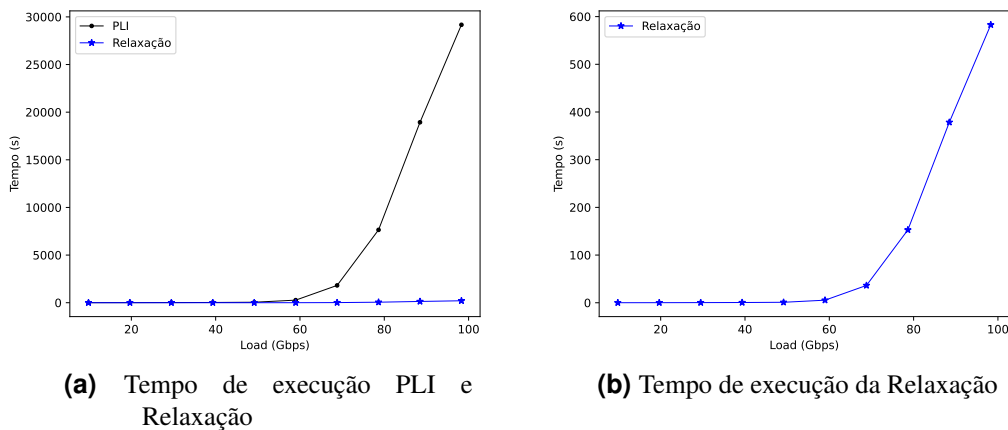 30000
25000
20000
15000
10000
5000
0
Tempo (s)
PLI
Relaxação
20
40
60
80
100
Load (Gbps)
(a) Tempo de execução PLI e
Relaxação
600
500
400
300
200
100
0
Tempo (s)
Relaxação
20
40
60
80
100
Load (Gbps)
(b) Tempo de execução da Relaxação